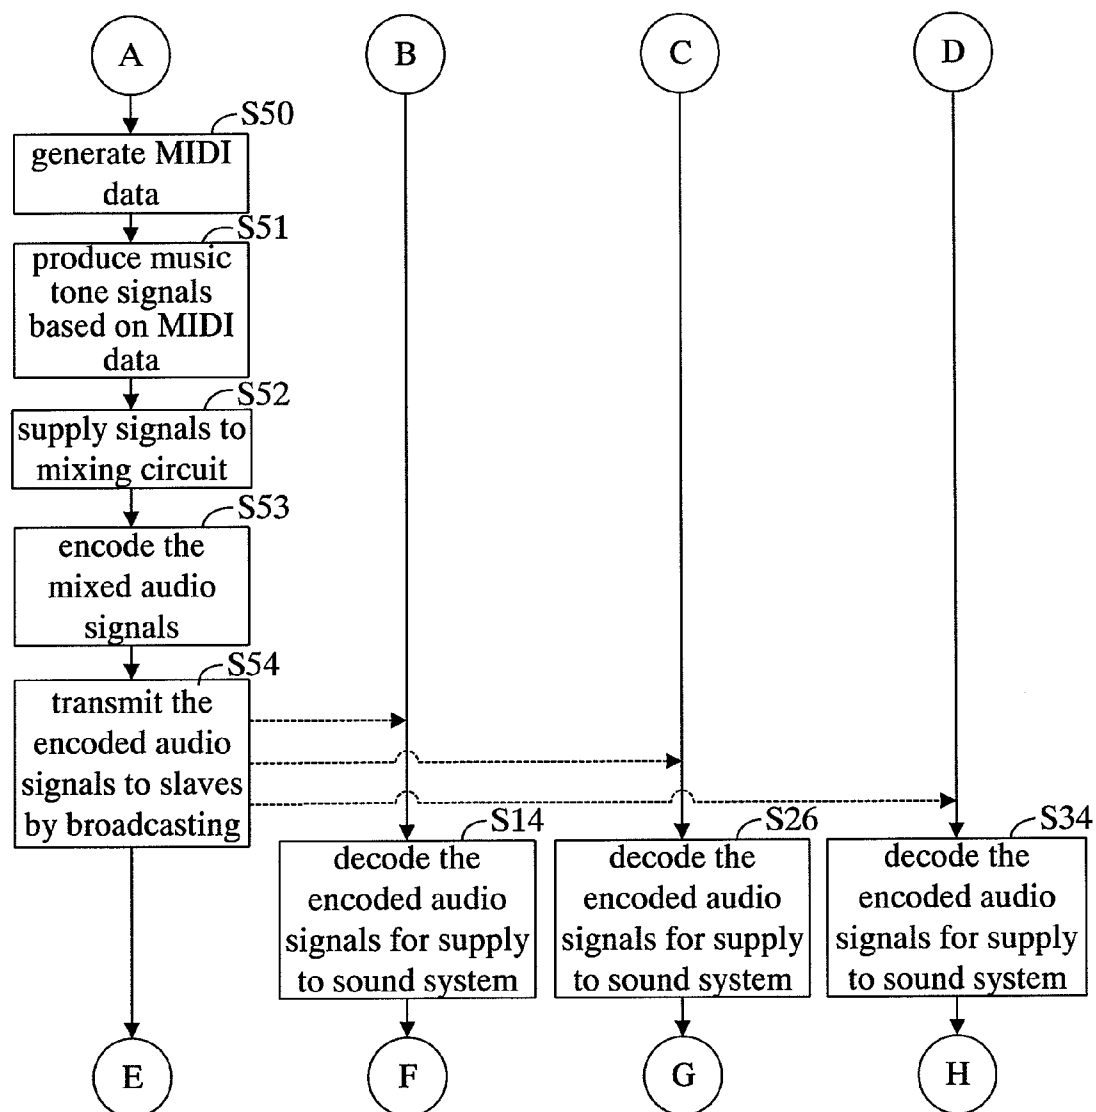 A
B
C
D
S50
generate MIDI
data
S51
produce music
tone signals
based on MIDI
data
S52
supply signals to
mixing circuit
S53
encode the
mixed audio
signals
S54
transmit the
encoded audio
signals to slaves
by broadcasting
S14
decode the
encoded audio
signals for supply
to sound system
S26
decode the
encoded audio
signals for supply
to sound system
S34
decode the
encoded audio
signals for supply
to sound system
E
F
G
H